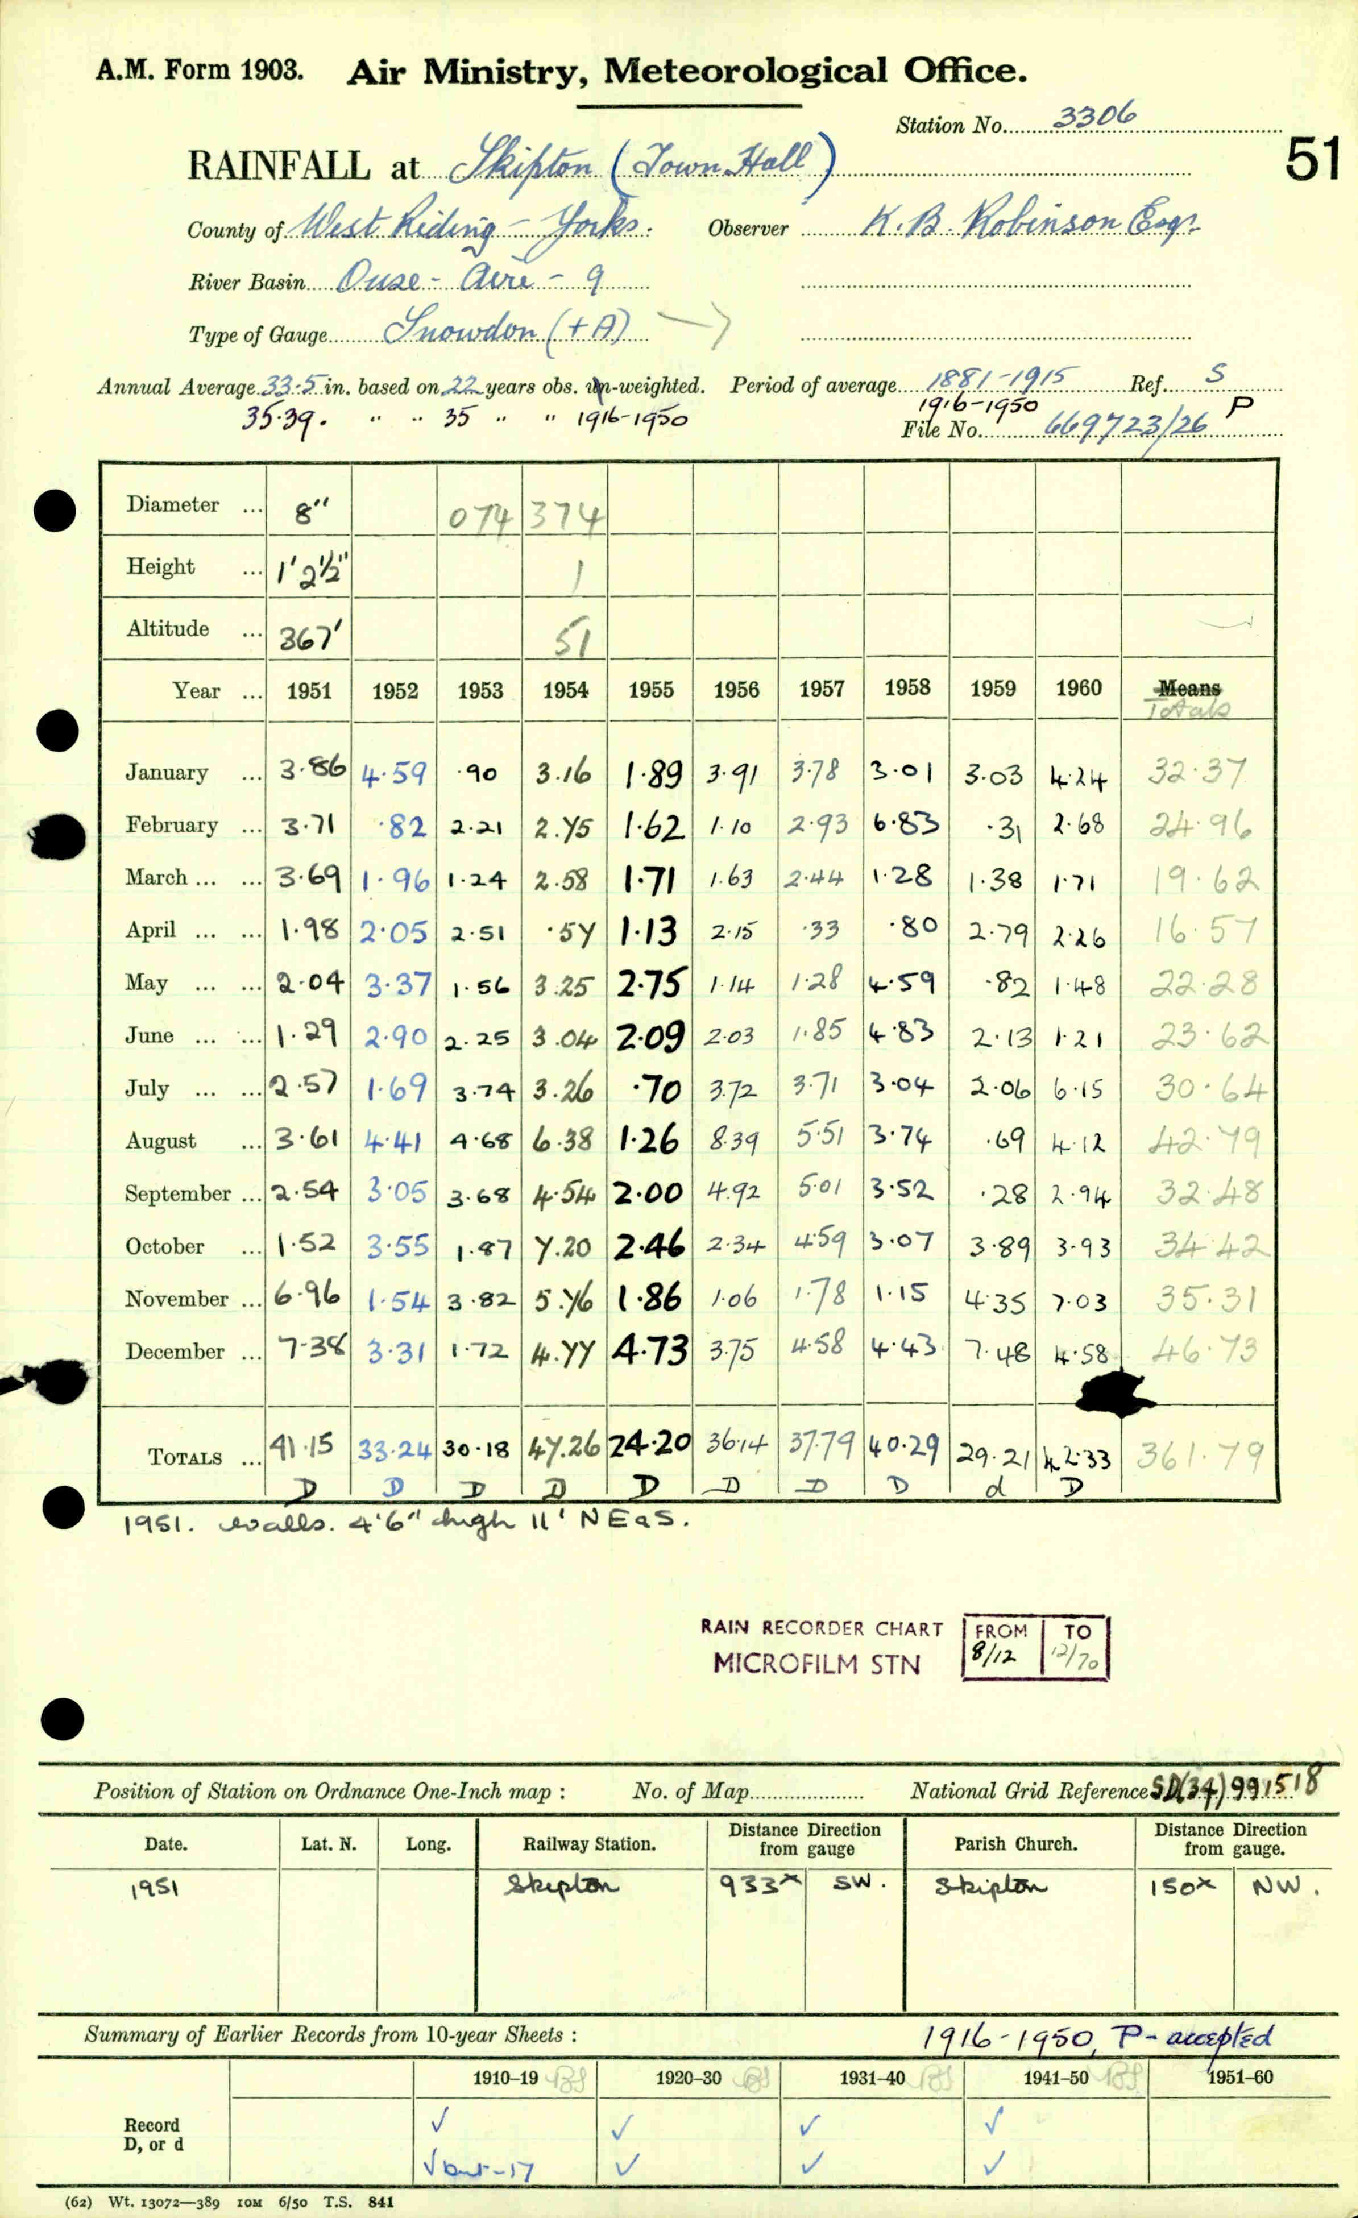 A.M. Form 1903. Air Ministry, Meteorological Office.
Station No. 3306
51
RAINFALL at Skipton (Town Hall)
County of West Riding - Yorks. Observer K.B. Robinson Esqr.
River Basin Ouse - Aire - 9
Type of Gauge Snowdon (+A) →
Annual Average 33.5 in. based on 22 years obs. un-weighted. Period of average 1881-1915 Ref. S
35.39. " " 35 " " 1916-1950 1916-1950 P
File No. 669723/26
Diameter ... 8" 074 374
Height ... 1'2½" 1
Altitude ... 367' 51
Year ... 1951 1952 1953 1954 1955 1956 1957 1958 1959 1960 Means
Totals
January ... 3.86 4.59 .90 3.16 1.89 3.91 3.78 3.01 3.03 4.24 32.37
February ... 3.71 .82 2.21 2.75 1.62 1.10 2.93 6.83 .31 2.68 24.96
March ... ... 3.69 1.96 1.24 2.58 1.71 1.63 2.44 1.28 1.38 1.71 19.62
April ... ... 1.98 2.05 2.51 .57 1.13 2.15 .33 .80 2.79 2.26 16.57
May ... ... 2.04 3.37 1.56 3.25 2.75 1.14 1.28 4.59 .82 1.48 22.28
June ... ... 1.29 2.90 2.25 3.04 2.09 2.03 1.85 4.83 2.13 1.21 23.62
July ... ... 2.57 1.69 3.74 3.26 .70 3.72 3.71 3.04 2.06 6.15 30.64
August ... 3.61 4.41 4.68 6.38 1.26 8.39 5.51 3.74 .69 4.12 42.79
September ... 2.54 3.05 3.68 4.54 2.00 4.92 5.01 3.52 .28 2.94 32.48
October ... 1.52 3.55 1.87 7.20 2.46 2.34 4.59 3.07 3.89 3.93 34.42
November ... 6.96 1.54 3.82 5.76 1.86 1.06 1.78 1.15 4.35 7.03 35.31
December ... 7.38 3.31 1.72 4.77 4.73 3.75 4.58 4.43 7.48 4.58 46.73
TOTALS ... 41.15 33.24 30.18 47.26 24.20 36.14 37.79 40.29 29.21 42.33 361.79
D D D D D D D D d D
1951. Walls. 4'6" high 11' NE & S.
RAIN RECORDER CHART FROM TO
MICROFILM STN 8/12 12/70
Position of Station on Ordnance One-Inch map : No. of Map National Grid Reference SD(34) 991518
Date. Lat. N. Long. Railway Station. Distance Direction from gauge Parish Church. Distance Direction from gauge.
1951 Skipton 933x SW. Skipton 150x NW.
Summary of Earlier Records from 10-year Sheets : 1916-1950, P - accepted
1910–19 1920–30 1931–40 1941–50 1951–60
Record ✓ ✓ ✓ ✓
D, or d ✓ but -17 ✓ ✓ ✓
(62) Wt. 13072—389 10M 6/50 T.S. 841